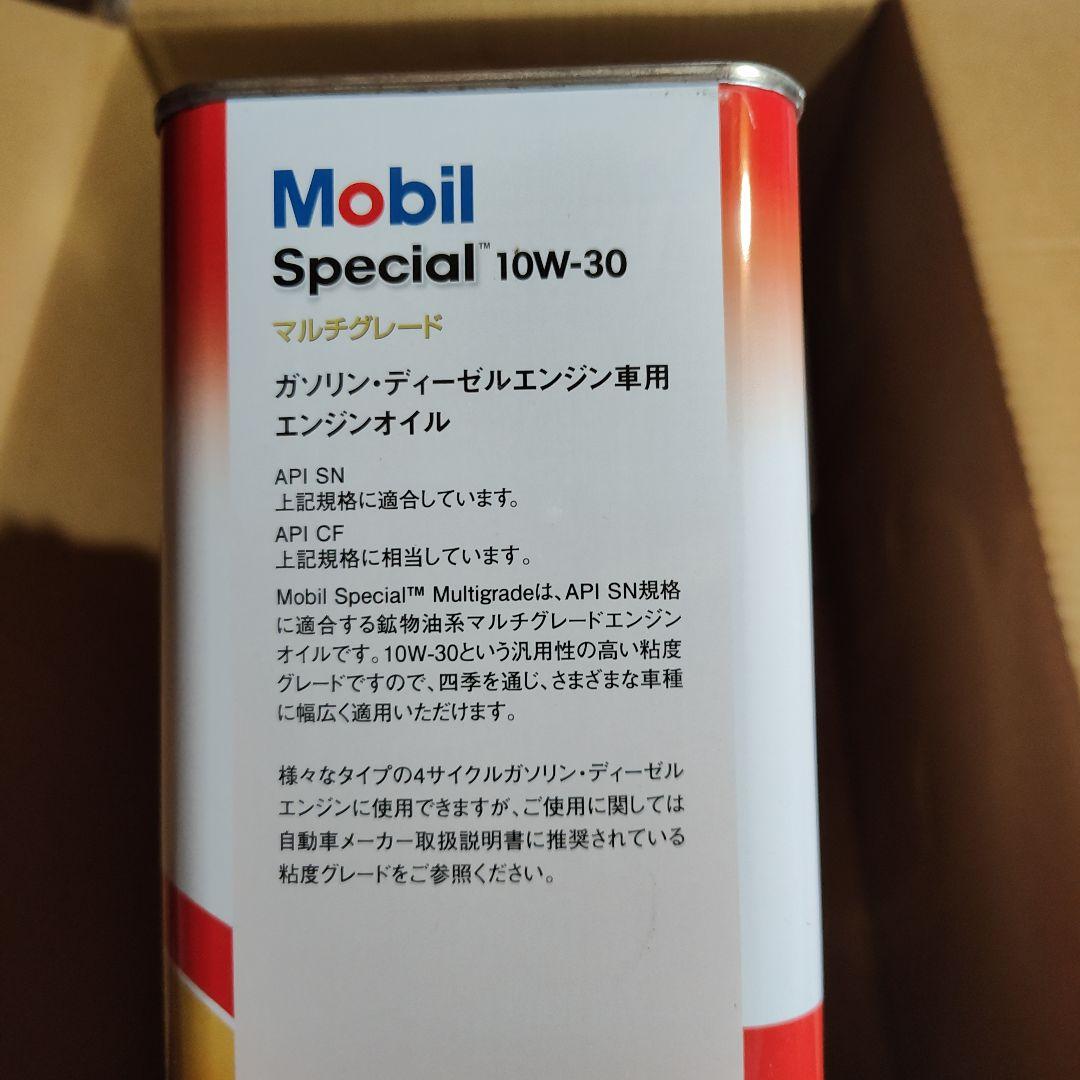 Mobil
Special™ 10W-30
マルチグレード
ガソリン・ディーゼルエンジン車用
エンジンオイル
API SN
上記規格に適合しています。
API CF
上記規格に相当しています。
Mobil Special™ Multigradeは、API SN規格
に適合する鉱物油系マルチグレードエンジン
オイルです。10W-30という汎用性の高い粘度
グレードですので、四季を通じ、さまざまな車種
に幅広く適用いただけます。
様々なタイプの4サイクルガソリン・ディーゼル
エンジンに使用できますが、ご使用に関しては
自動車メーカー取扱説明書に推奨されている
粘度グレードをご参照ください。